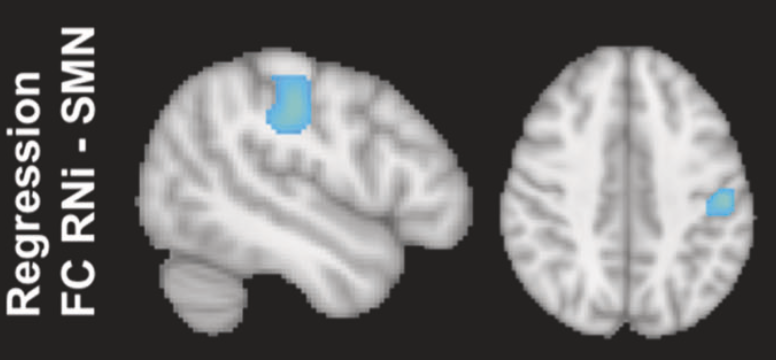 Regression
FC RNi - SMN